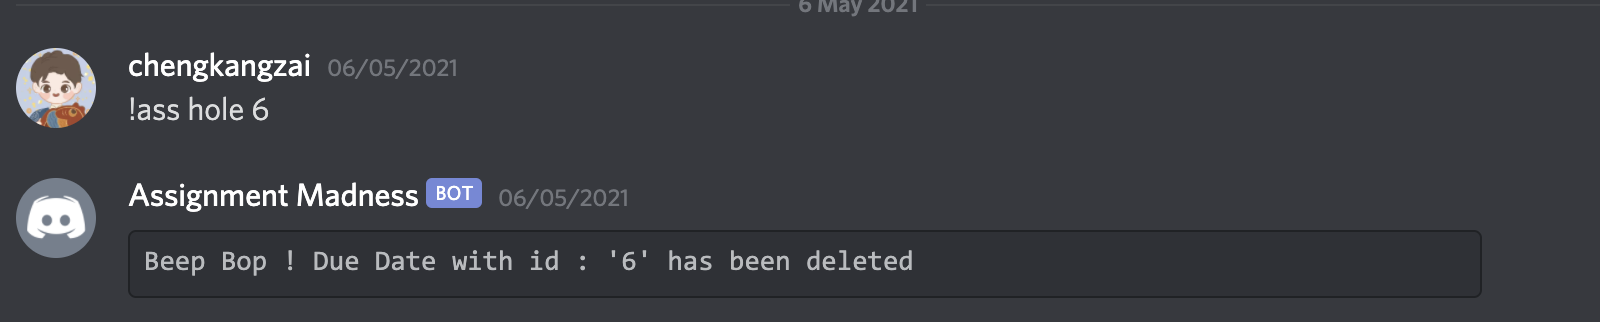 6 May 2021
chengkangzai 06/05/2021
!ass hole 6
Assignment Madness BOT 06/05/2021
Beep Bop ! Due Date with id : '6' has been deleted